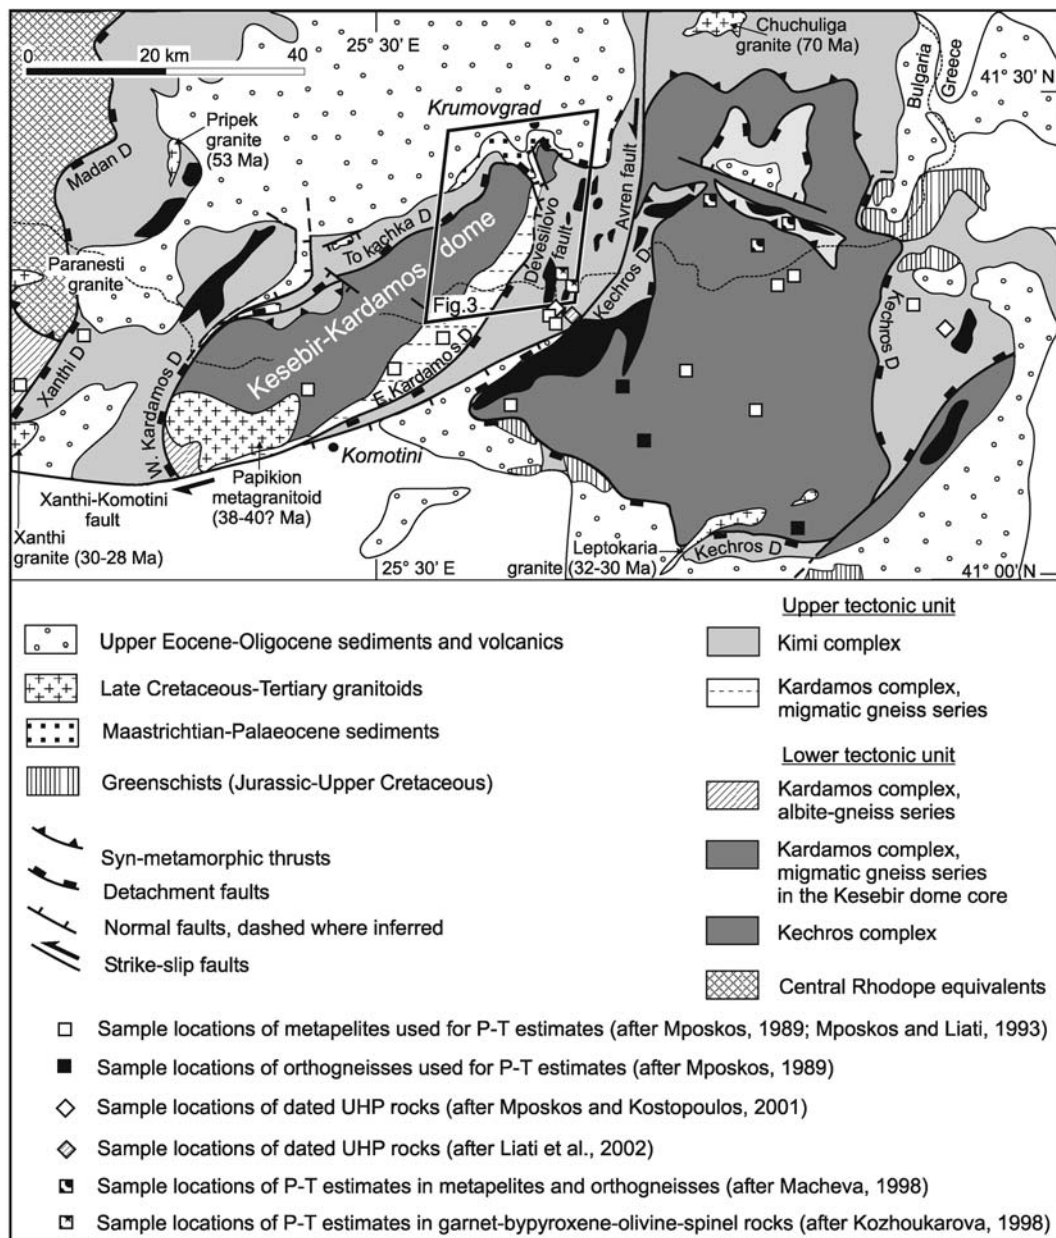 0
20 km
40
25° 30' E
Chuchuliga
granite (70 Ma)
Bulgaria
Greece
41° 30' N
Krumovgrad
Pripek
granite
(53 Ma)
Madan D
Avren fault
Tokachka D
Devesilovo
fault
Paranesti
granite
Kesebir-Kardamos dome
Fig.3
Kechros D
Kechros D
Xanthi D
W. Kardamos D
E Kardamos D
Komotini
Papikion
metagranitoid
(38-40? Ma)
Xanthi-Komotini
fault
Xanthi
granite (30-28 Ma)
25° 30' E
Leptokaria
granite (32-30 Ma)
Kechros D
41° 00' N
Upper Eocene-Oligocene sediments and volcanics
Late Cretaceous-Tertiary granitoids
Maastrichtian-Palaeocene sediments
Greenschists (Jurassic-Upper Cretaceous)
Syn-metamorphic thrusts
Detachment faults
Normal faults, dashed where inferred
Strike-slip faults
Upper tectonic unit
Kimi complex
Kardamos complex,
migmatic gneiss series
Lower tectonic unit
Kardamos complex,
albite-gneiss series
Kardamos complex,
migmatic gneiss series
in the Kesebir dome core
Kechros complex
Central Rhodope equivalents
Sample locations of metapelites used for P-T estimates (after Mposkos, 1989; Mposkos and Liati, 1993)
Sample locations of orthogneisses used for P-T estimates (after Mposkos, 1989)
Sample locations of dated UHP rocks (after Mposkos and Kostopoulos, 2001)
Sample locations of dated UHP rocks (after Liati et al., 2002)
Sample locations of P-T estimates in metapelites and orthogneisses (after Macheva, 1998)
Sample locations of P-T estimates in garnet-bypyroxene-olivine-spinel rocks (after Kozhoukarova, 1998)